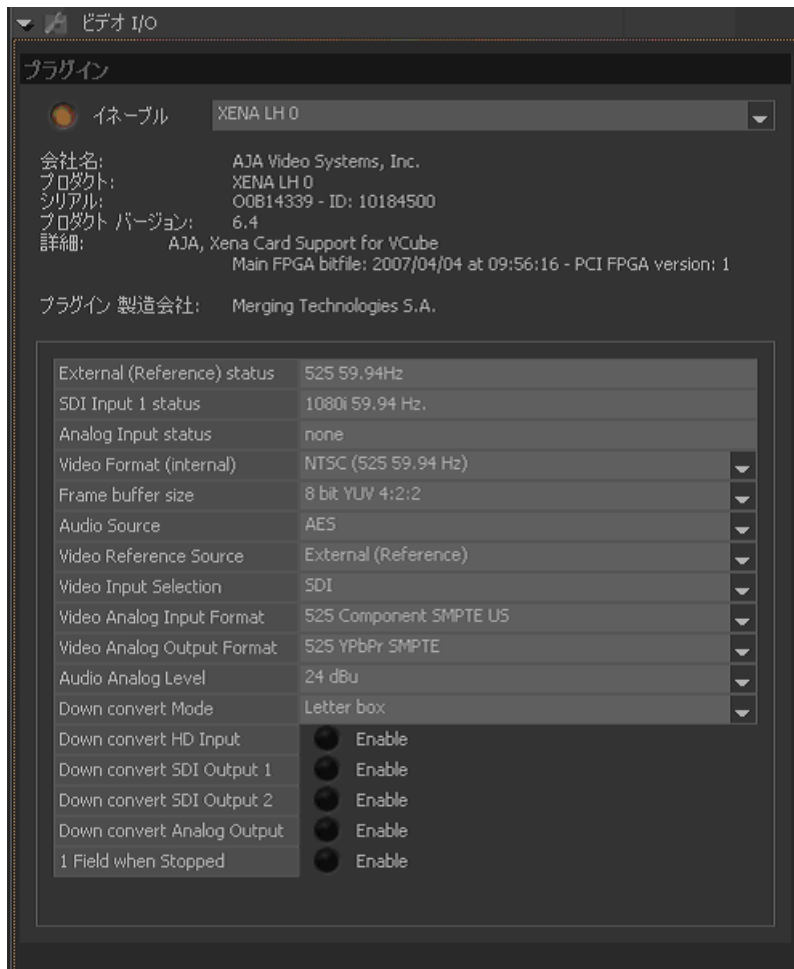 ビデオ I/O
プラグイン
イネーブル XENA LH 0
会社名: AJA Video Systems, Inc.
プロダクト: XENA LH 0
シリアル: O0B14339 - ID: 10184500
プロダクト バージョン: 6.4
詳細: AJA, Xena Card Support for VCube
Main FPGA bitfile: 2007/04/04 at 09:56:16 - PCI FPGA version: 1
プラグイン 製造会社: Merging Technologies S.A.
External (Reference) status 525 59.94Hz
SDI Input 1 status 1080i 59.94 Hz.
Analog Input status none
Video Format (internal) NTSC (525 59.94 Hz)
Frame buffer size 8 bit YUV 4:2:2
Audio Source AES
Video Reference Source External (Reference)
Video Input Selection SDI
Video Analog Input Format 525 Component SMPTE US
Video Analog Output Format 525 YPbPr SMPTE
Audio Analog Level 24 dBu
Down convert Mode Letter box
Down convert HD Input Enable
Down convert SDI Output 1 Enable
Down convert SDI Output 2 Enable
Down convert Analog Output Enable
1 Field when Stopped Enable